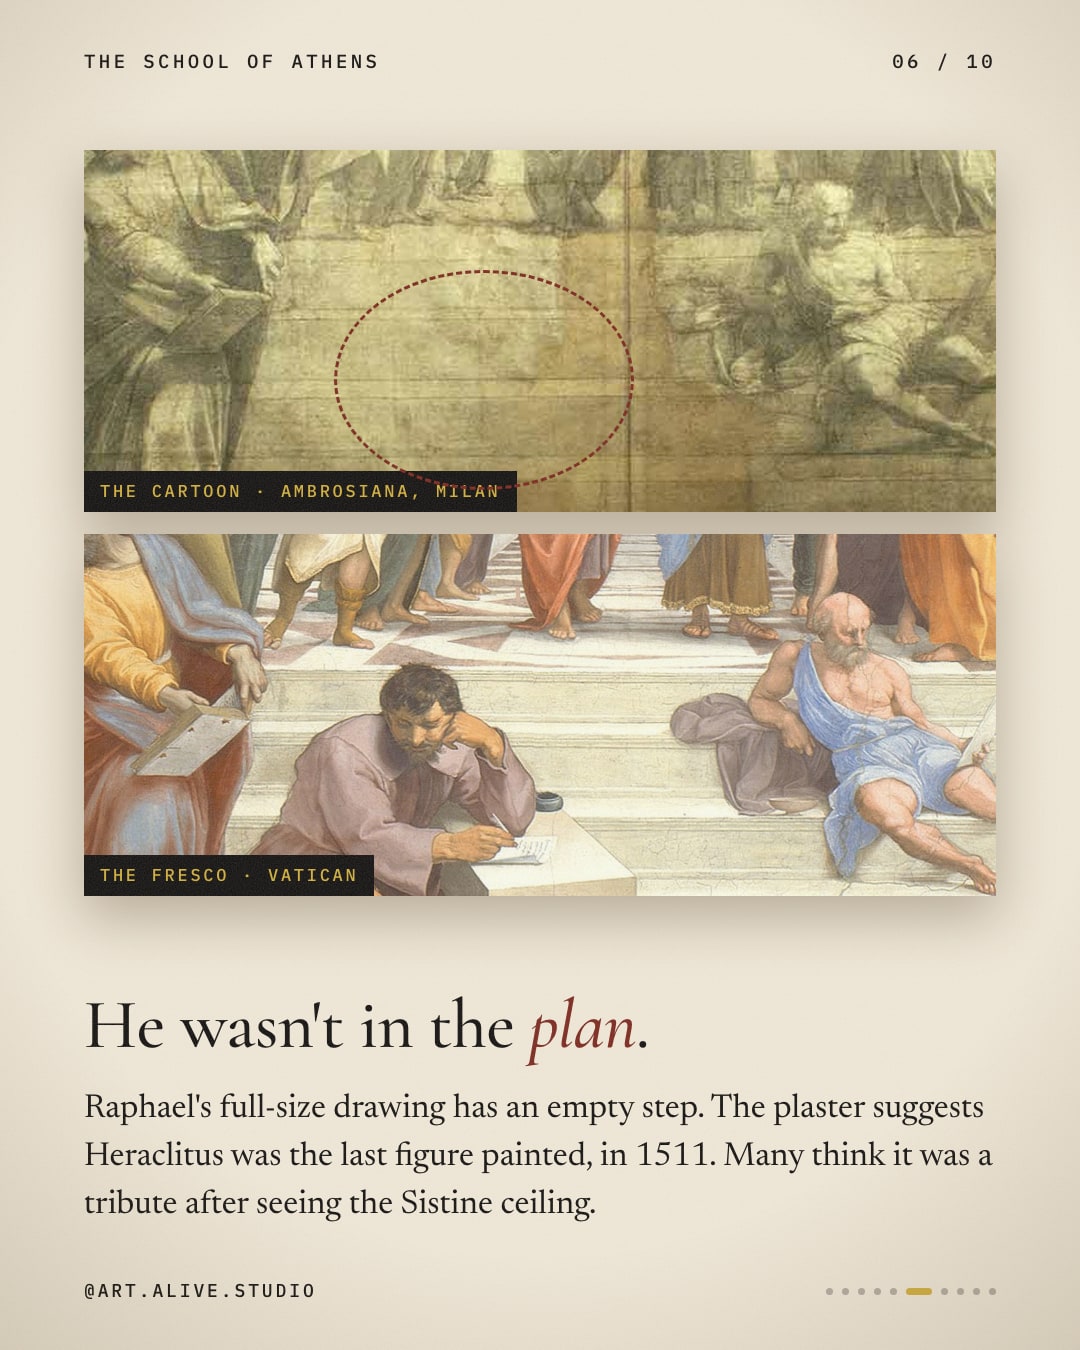 THE SCHOOL OF ATHENS
06 / 10
THE CARTOON · AMBROSIANA, MILAN
THE FRESCO · VATICAN
He wasn't in the plan.
Raphael's full-size drawing has an empty step. The plaster suggests
Heraclitus was the last figure painted, in 1511. Many think it was a
tribute after seeing the Sistine ceiling.
@ART.ALIVE.STUDIO